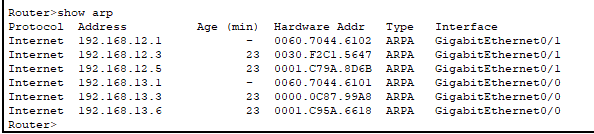 Router>show arp
Protocol  Address          Age (min)  Hardware Addr   Type   Interface
Internet  192.168.12.1            -   0060.7044.6102  ARPA   GigabitEthernet0/1
Internet  192.168.12.3            23  0030.F2C1.5647  ARPA   GigabitEthernet0/1
Internet  192.168.12.5            23  0001.C79A.8D6B  ARPA   GigabitEthernet0/1
Internet  192.168.13.1            -   0060.7044.6101  ARPA   GigabitEthernet0/0
Internet  192.168.13.3            23  0000.0C87.99A8  ARPA   GigabitEthernet0/0
Internet  192.168.13.6            23  0001.C95A.6618  ARPA   GigabitEthernet0/0
Router>